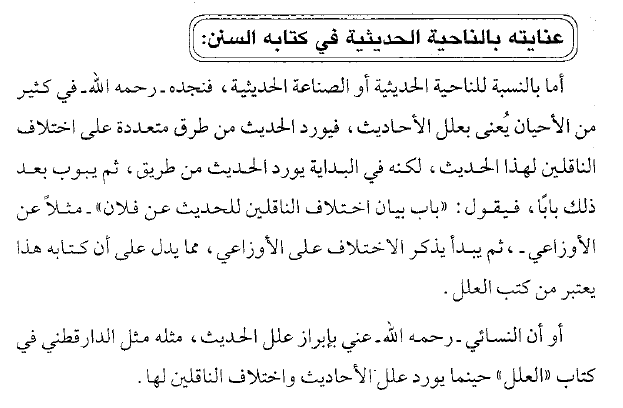 عنايته بالناحية الحديثية في كتابه السنن:
أما بالنسبة للناحية الحديثية أو الصناعة الحديثية، فنجده ـ رحمه الله ـ في كثير
من الأحيان يُعنى بعلل الأحاديث، فيورد الحديث من طرق متعددة على اختلاف
الناقلين لهذا الحديث، لكنه في البداية يورد الحديث من طريق، ثم يبوب بعد
ذلك بابًا، فيقول: «باب بيان اختلاف الناقلين للحديث عن فلان» ـ مثلاً عن
الأوزاعي ـ، ثم يبدأ يذكر الاختلاف على الأوزاعي، مما يدل على أن كتابه هذا
يعتبر من كتب العلل.
أو أن النسائي ـ رحمه الله ـ عني بإبراز علل الحديث، مثله مثل الدارقطني في
كتاب «العلل» حينما يورد علل الأحاديث واختلاف الناقلين لها.